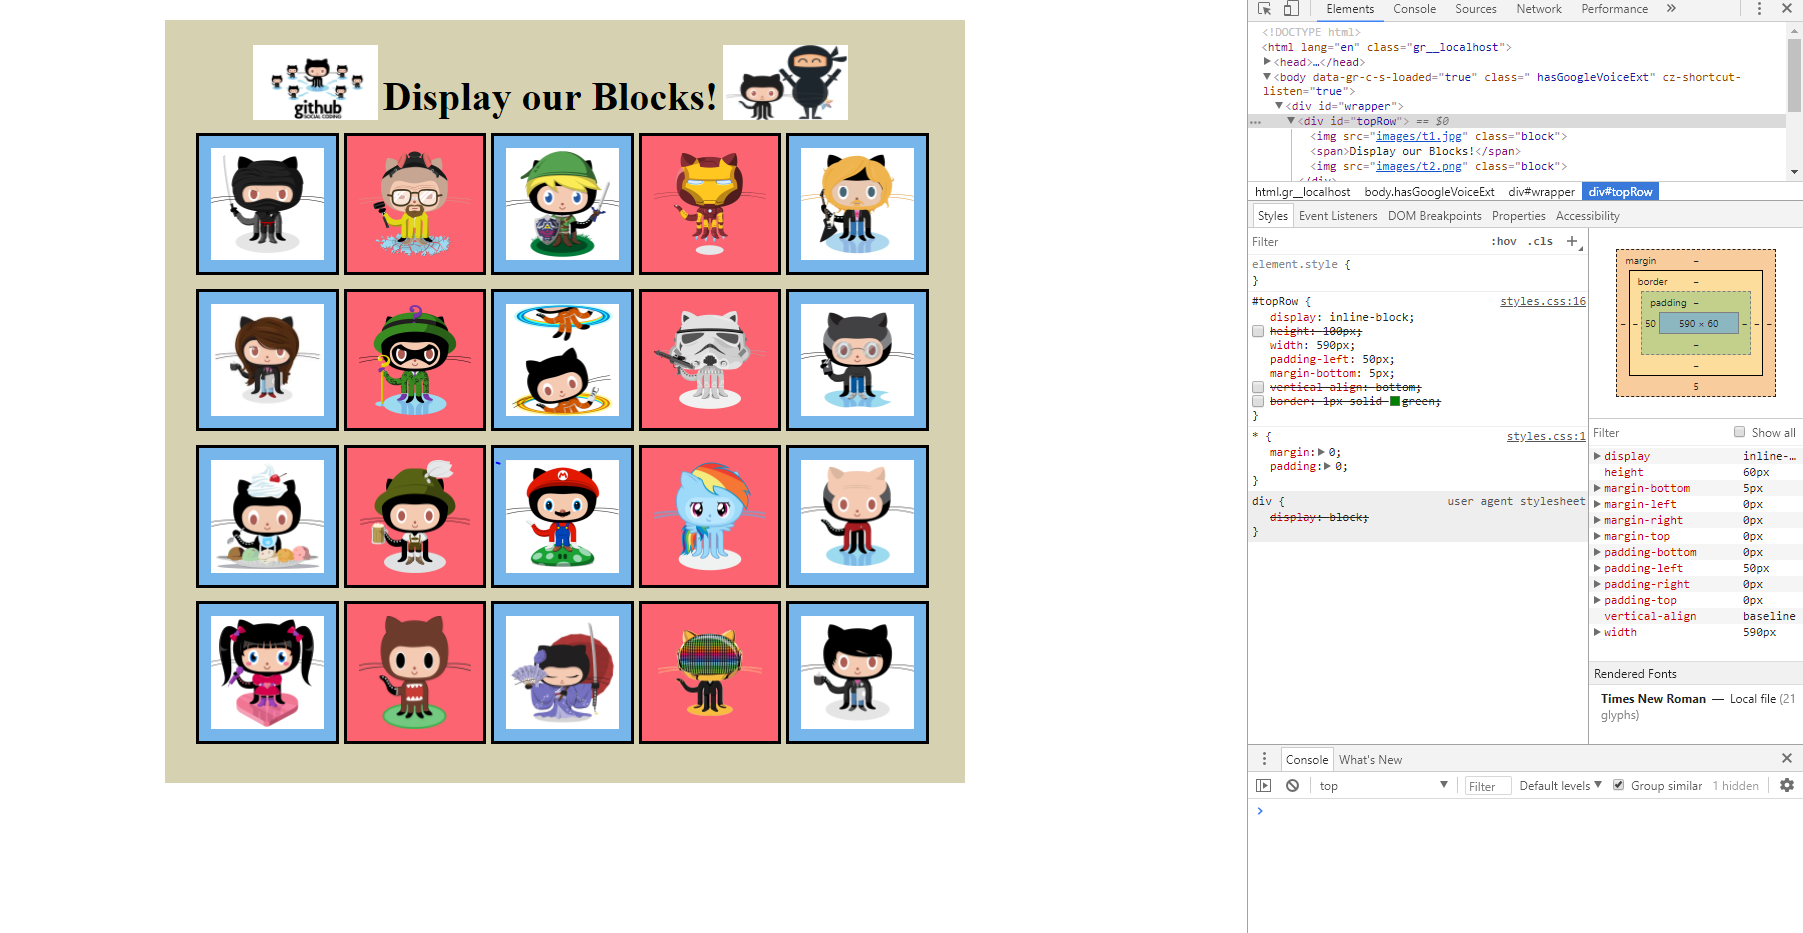 github
SOCIAL CODING
Display our Blocks!
Elements Console Sources Network Performance »
<!DOCTYPE html>
<html lang="en" class="gr__localhost">
<head>…</head>
<body data-gr-c-s-loaded="true" class=" hasGoogleVoiceExt" cz-shortcut-
listen="true">
<div id="wrapper">
… <div id="topRow"> == $0
<img src="images/t1.jpg" class="block">
<span>Display our Blocks!</span>
<img src="images/t2.png" class="block">
</div>
html.gr__localhost body.hasGoogleVoiceExt div#wrapper div#topRow
Styles Event Listeners DOM Breakpoints Properties Accessibility
Filter :hov .cls +
element.style {
}
#topRow { styles.css:16
display: inline-block;
height: 100px;
width: 590px;
padding-left: 50px;
margin-bottom: 5px;
vertical-align: bottom;
border: 1px solid green;
}
* { styles.css:1
margin: 0;
padding: 0;
}
div { user agent stylesheet
display: block;
}
margin –
border –
padding –
– – 50 590 × 60 – – –
–
–
5
Filter Show all
display inline-…
height 60px
margin-bottom 5px
margin-left 0px
margin-right 0px
margin-top 0px
padding-bottom 0px
padding-left 50px
padding-right 0px
padding-top 0px
vertical-align baseline
width 590px
Rendered Fonts
Times New Roman — Local file (21
glyphs)
Console What's New
top Filter Default levels Group similar 1 hidden
>